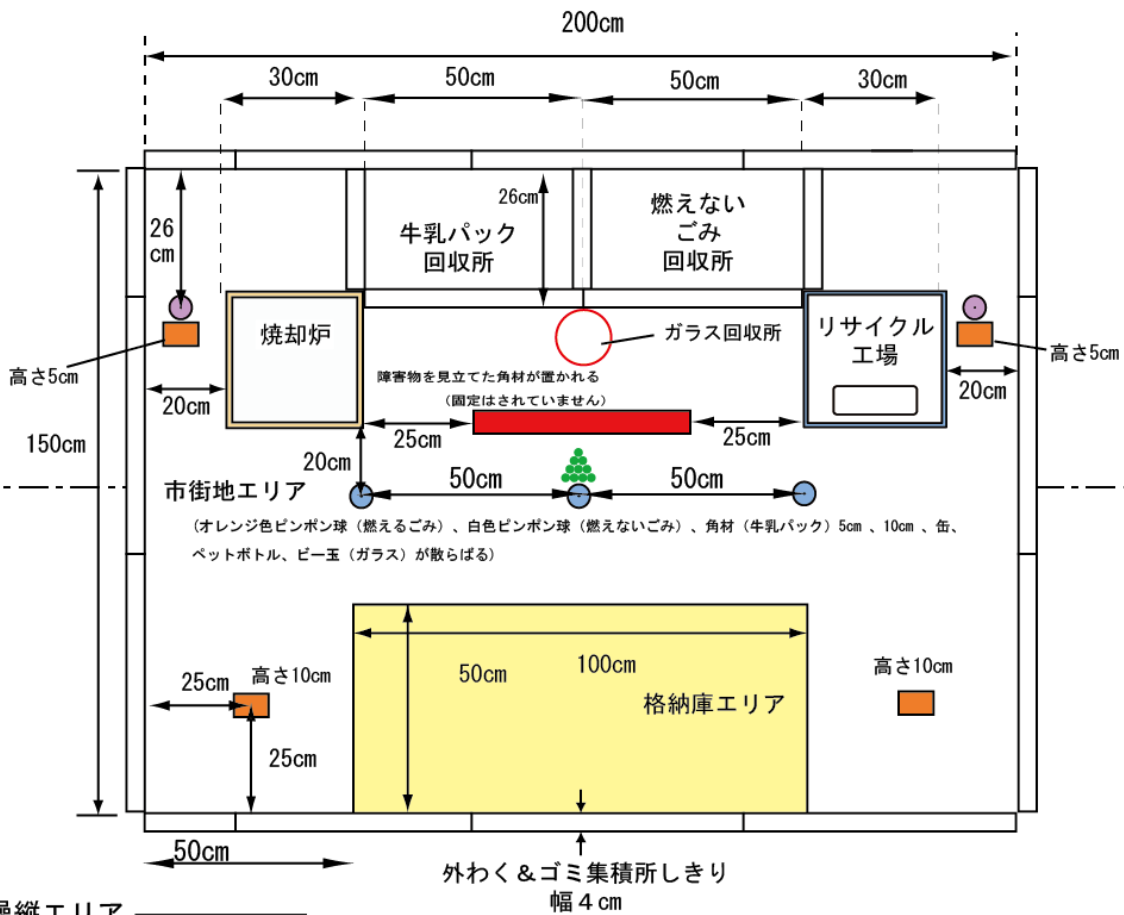 200cm
30cm
50cm
50cm
30cm
26
cm
26cm
牛乳パック
回収所
燃えない
ごみ
回収所
焼却炉
ガラス回収所
リサイクル
工場
高さ5cm
高さ5cm
障害物を見立てた角材が置かれる
（固定はされていません）
20cm
20cm
25cm
25cm
150cm
20cm
50cm
50cm
市街地エリア
（オレンジ色ピンポン球（燃えるごみ）、白色ピンポン球（燃えないごみ）、角材（牛乳パック）5cm 、10cm 、缶、
ペットボトル、ビー玉（ガラス）が散らばる）
50cm
100cm
25cm
高さ10cm
高さ10cm
格納庫エリア
25cm
50cm
外わく＆ゴミ集積所しきり
幅４cm
操縦エリア